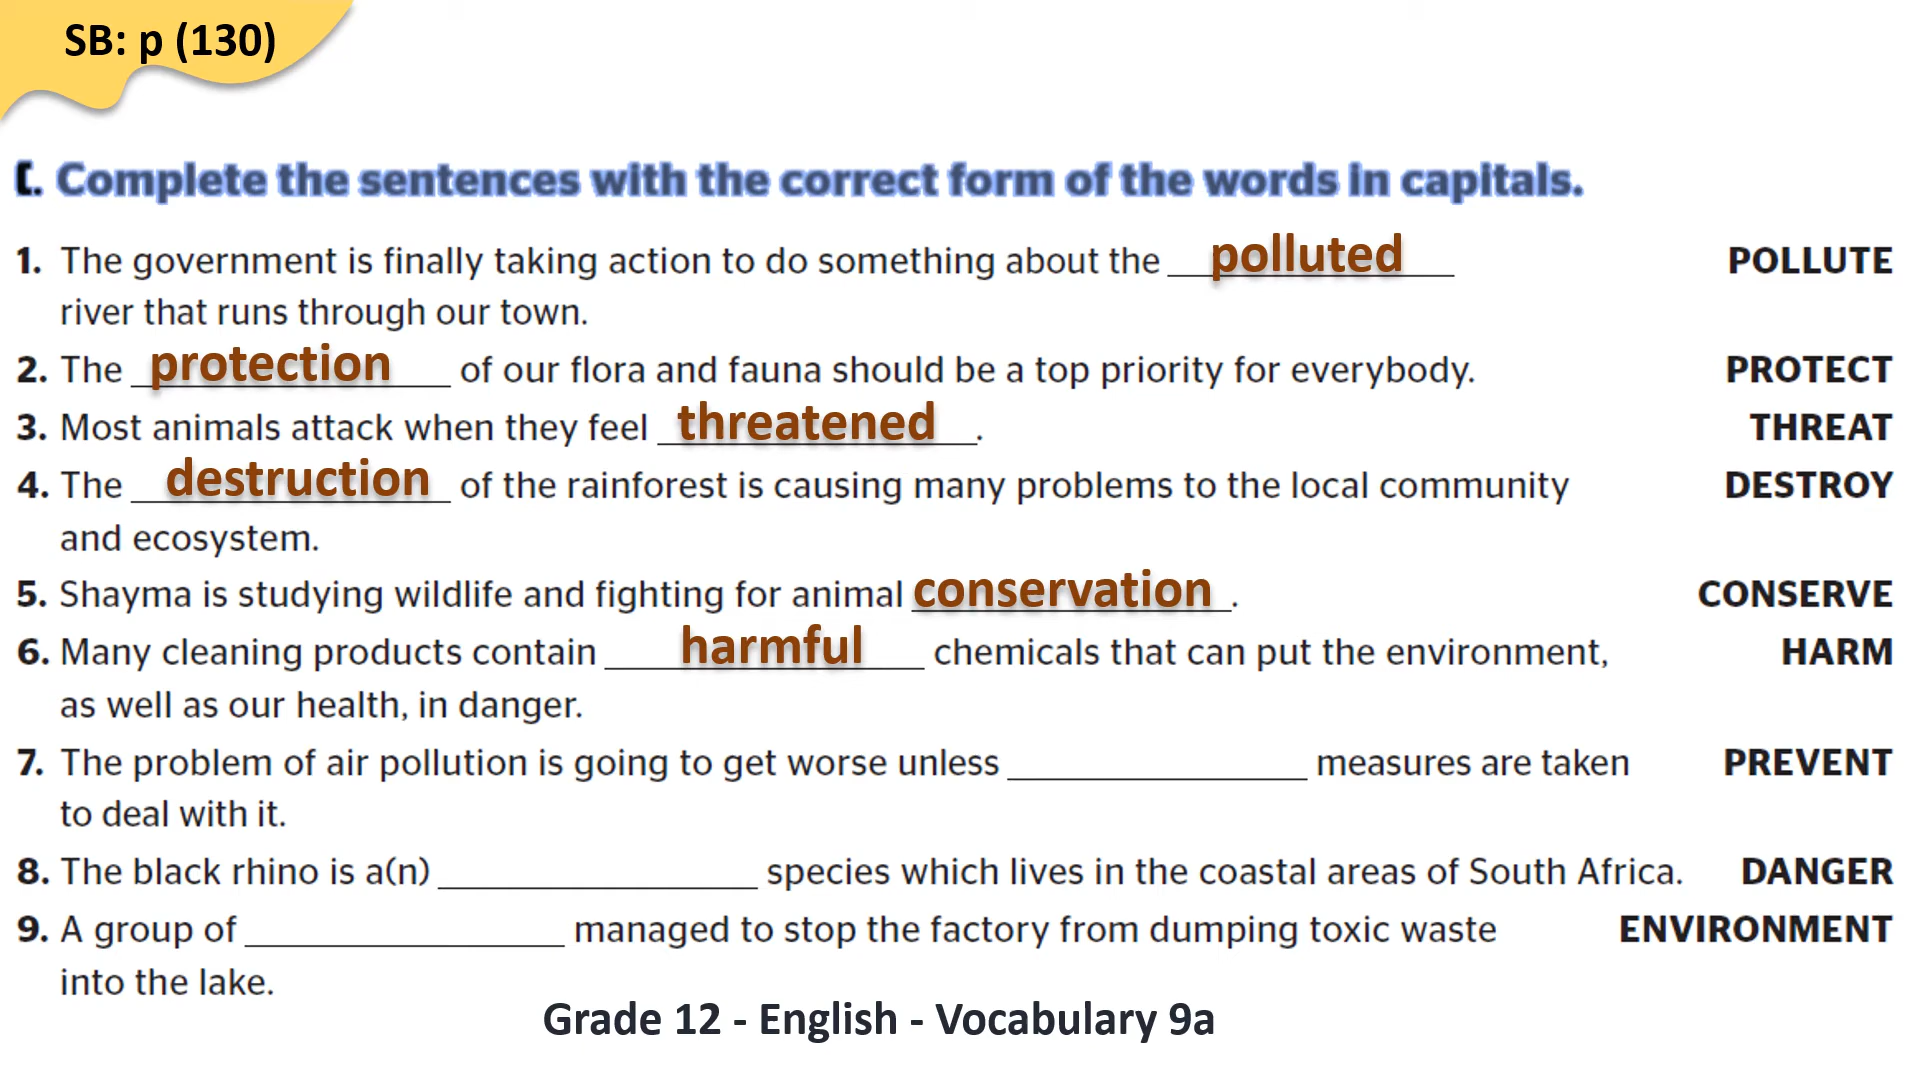 SB: p (130)
C. Complete the sentences with the correct form of the words in capitals.
1. The government is finally taking action to do something about the polluted POLLUTE
river that runs through our town.
2. The protection of our flora and fauna should be a top priority for everybody. PROTECT
3. Most animals attack when they feel threatened. THREAT
4. The destruction of the rainforest is causing many problems to the local community DESTROY
and ecosystem.
5. Shayma is studying wildlife and fighting for animal conservation. CONSERVE
6. Many cleaning products contain harmful chemicals that can put the environment, HARM
as well as our health, in danger.
7. The problem of air pollution is going to get worse unless ______________ measures are taken PREVENT
to deal with it.
8. The black rhino is a(n) ______________ species which lives in the coastal areas of South Africa. DANGER
9. A group of ______________ managed to stop the factory from dumping toxic waste ENVIRONMENT
into the lake.
Grade 12 - English - Vocabulary 9a